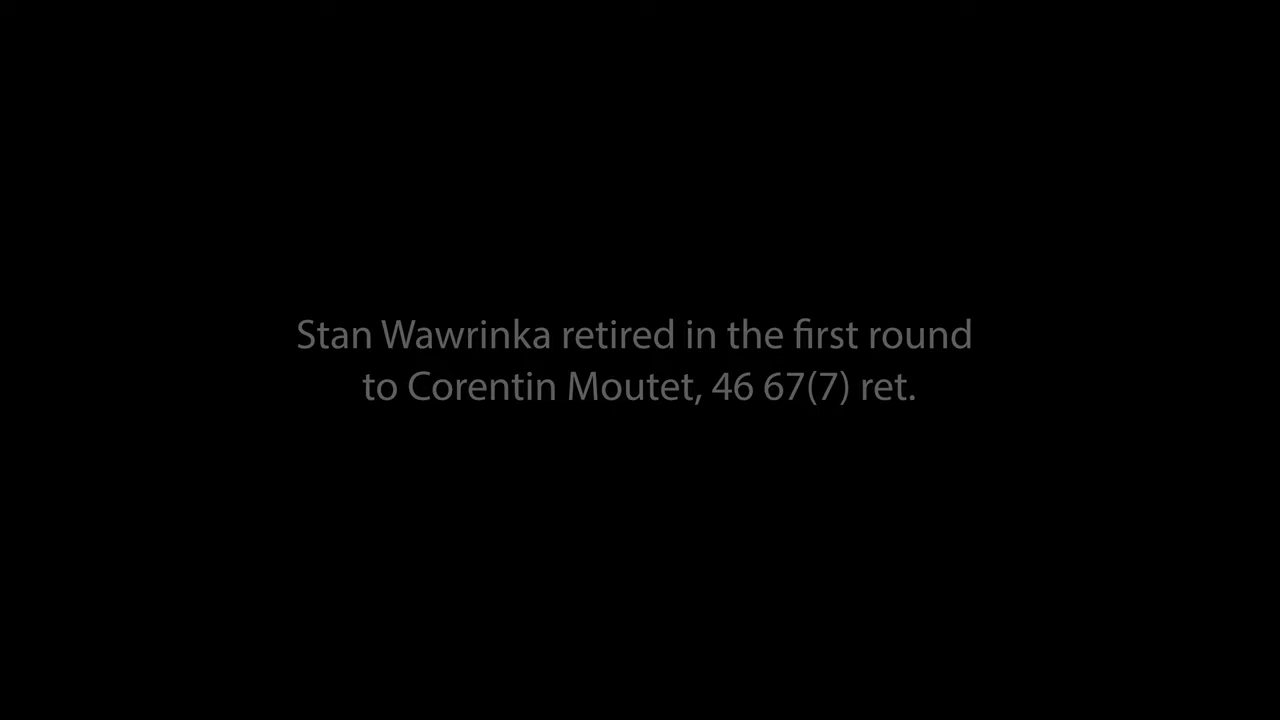 Stan Wawrinka retired in the first round
to Corentin Moutet, 46 67(7) ret.